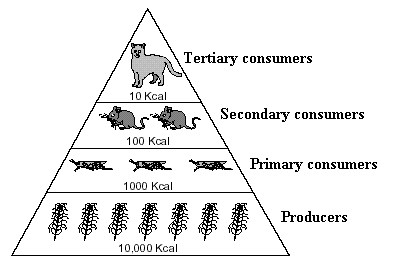 Tertiary consumers
10 Kcal
Secondary consumers
100 Kcal
Primary consumers
1000 Kcal
Producers
10,000 Kcal